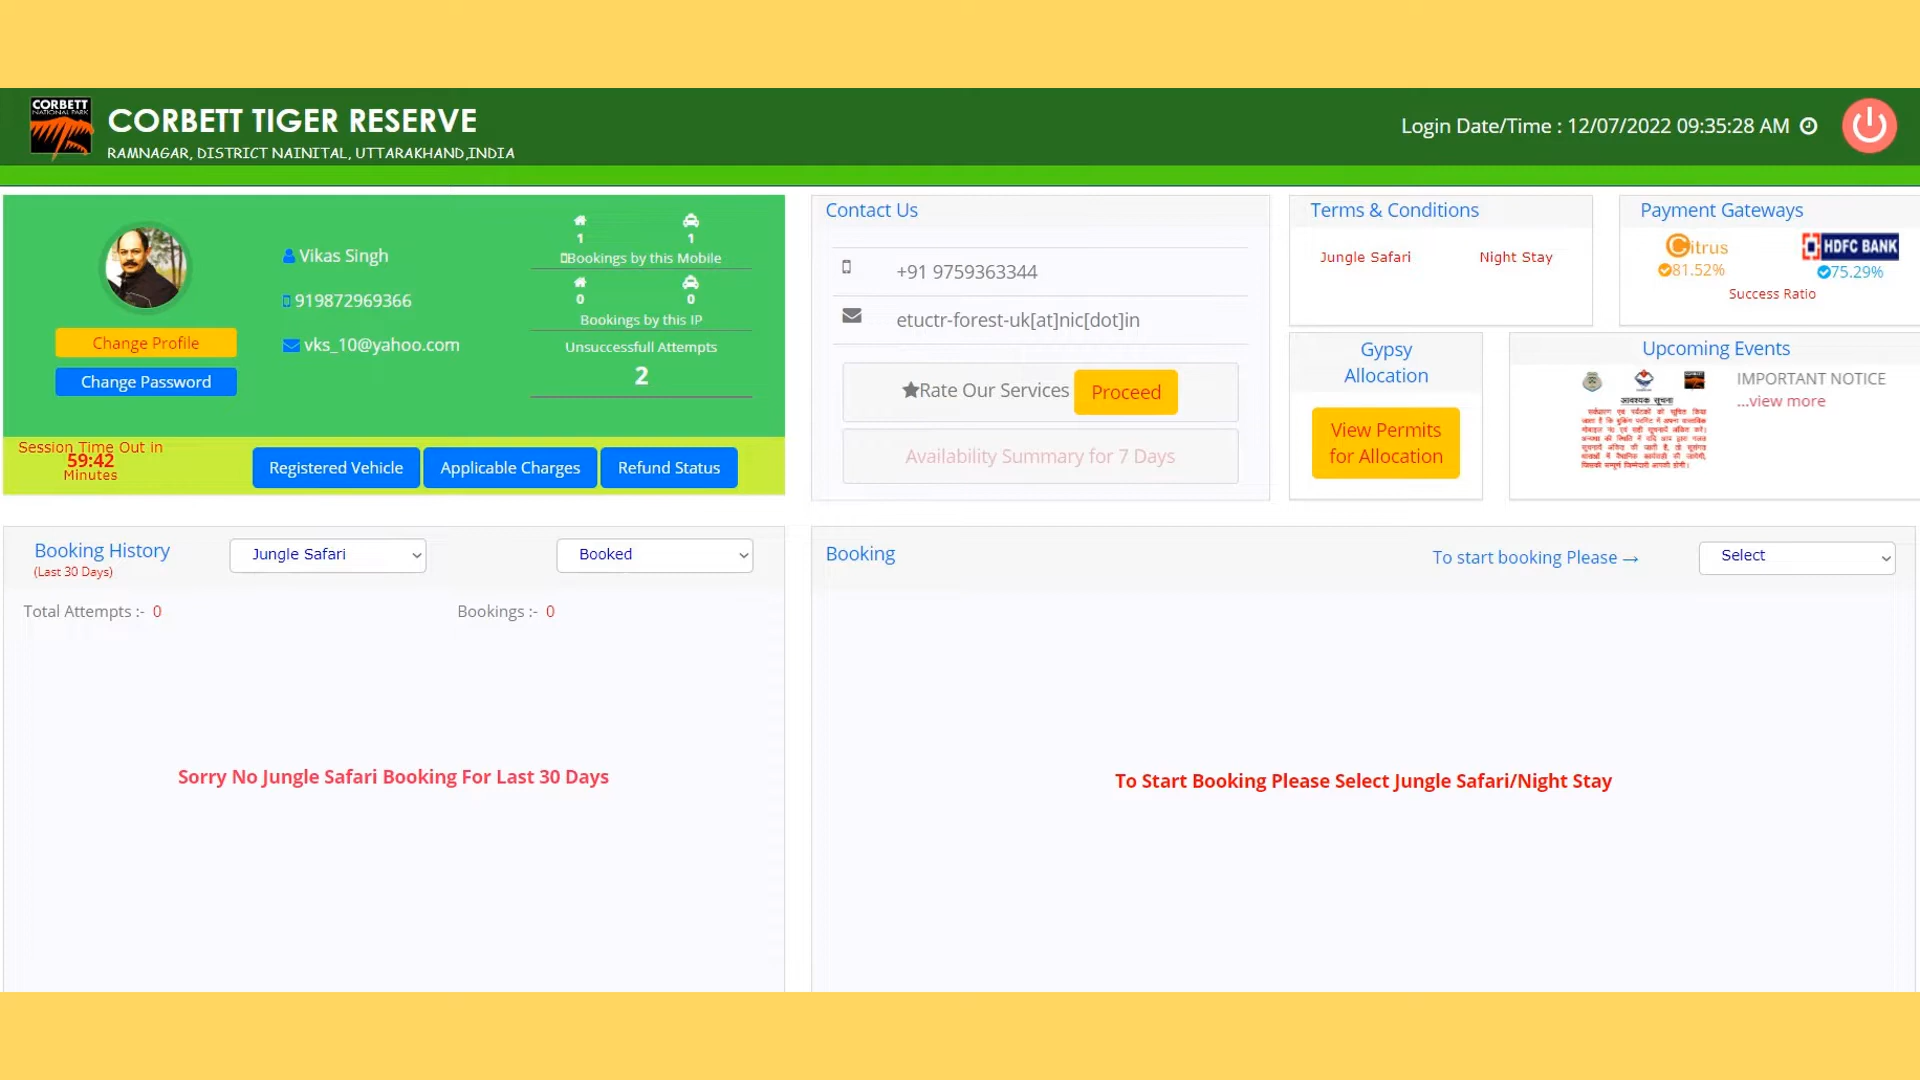 CORBETT
NATIONAL PARK
CORBETT TIGER RESERVE
RAMNAGAR, DISTRICT NAINITAL, UTTARAKHAND,INDIA
Login Date/Time : 12/07/2022 09:35:28 AM
Vikas Singh
919872969366
vks_10@yahoo.com
Change Profile
Change Password
1 1
Bookings by this Mobile
0 0
Bookings by this IP
Unsuccessfull Attempts
2
Session Time Out in
59:42
Minutes
Registered Vehicle
Applicable Charges
Refund Status
Contact Us
+91 9759363344
etuctr-forest-uk[at]nic[dot]in
Rate Our Services Proceed
Availability Summary for 7 Days
Terms & Conditions
Jungle Safari Night Stay
Payment Gateways
Citrus HDFC BANK
81.52% 75.29%
Success Ratio
Gypsy
Allocation
View Permits
for Allocation
Upcoming Events
आवश्यक सूचना
IMPORTANT NOTICE
...view more
Booking History
(Last 30 Days)
Jungle Safari
Booked
Total Attempts :- 0
Bookings :- 0
Sorry No Jungle Safari Booking For Last 30 Days
Booking
To start booking Please →
Select
To Start Booking Please Select Jungle Safari/Night Stay